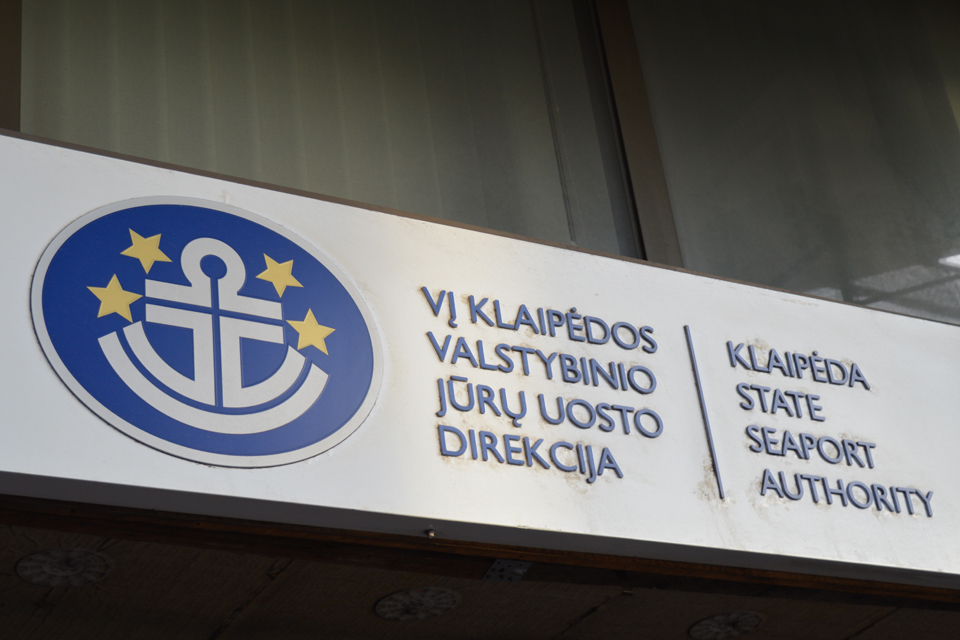 VĮ KLAIPĖDOS
VALSTYBINIO
JŪRŲ UOSTO
DIREKCIJA
KLAIPĖDA
STATE
SEAPORT
AUTHORITY